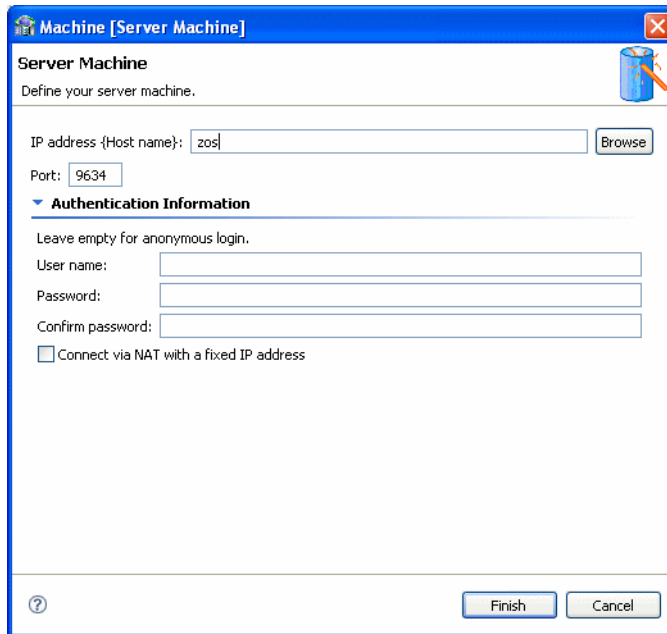 Machine [Server Machine]
Server Machine
Define your server machine.
IP address {Host name}: zos Browse
Port: 9634
Authentication Information
Leave empty for anonymous login.
User name:
Password:
Confirm password:
Connect via NAT with a fixed IP address
? Finish Cancel